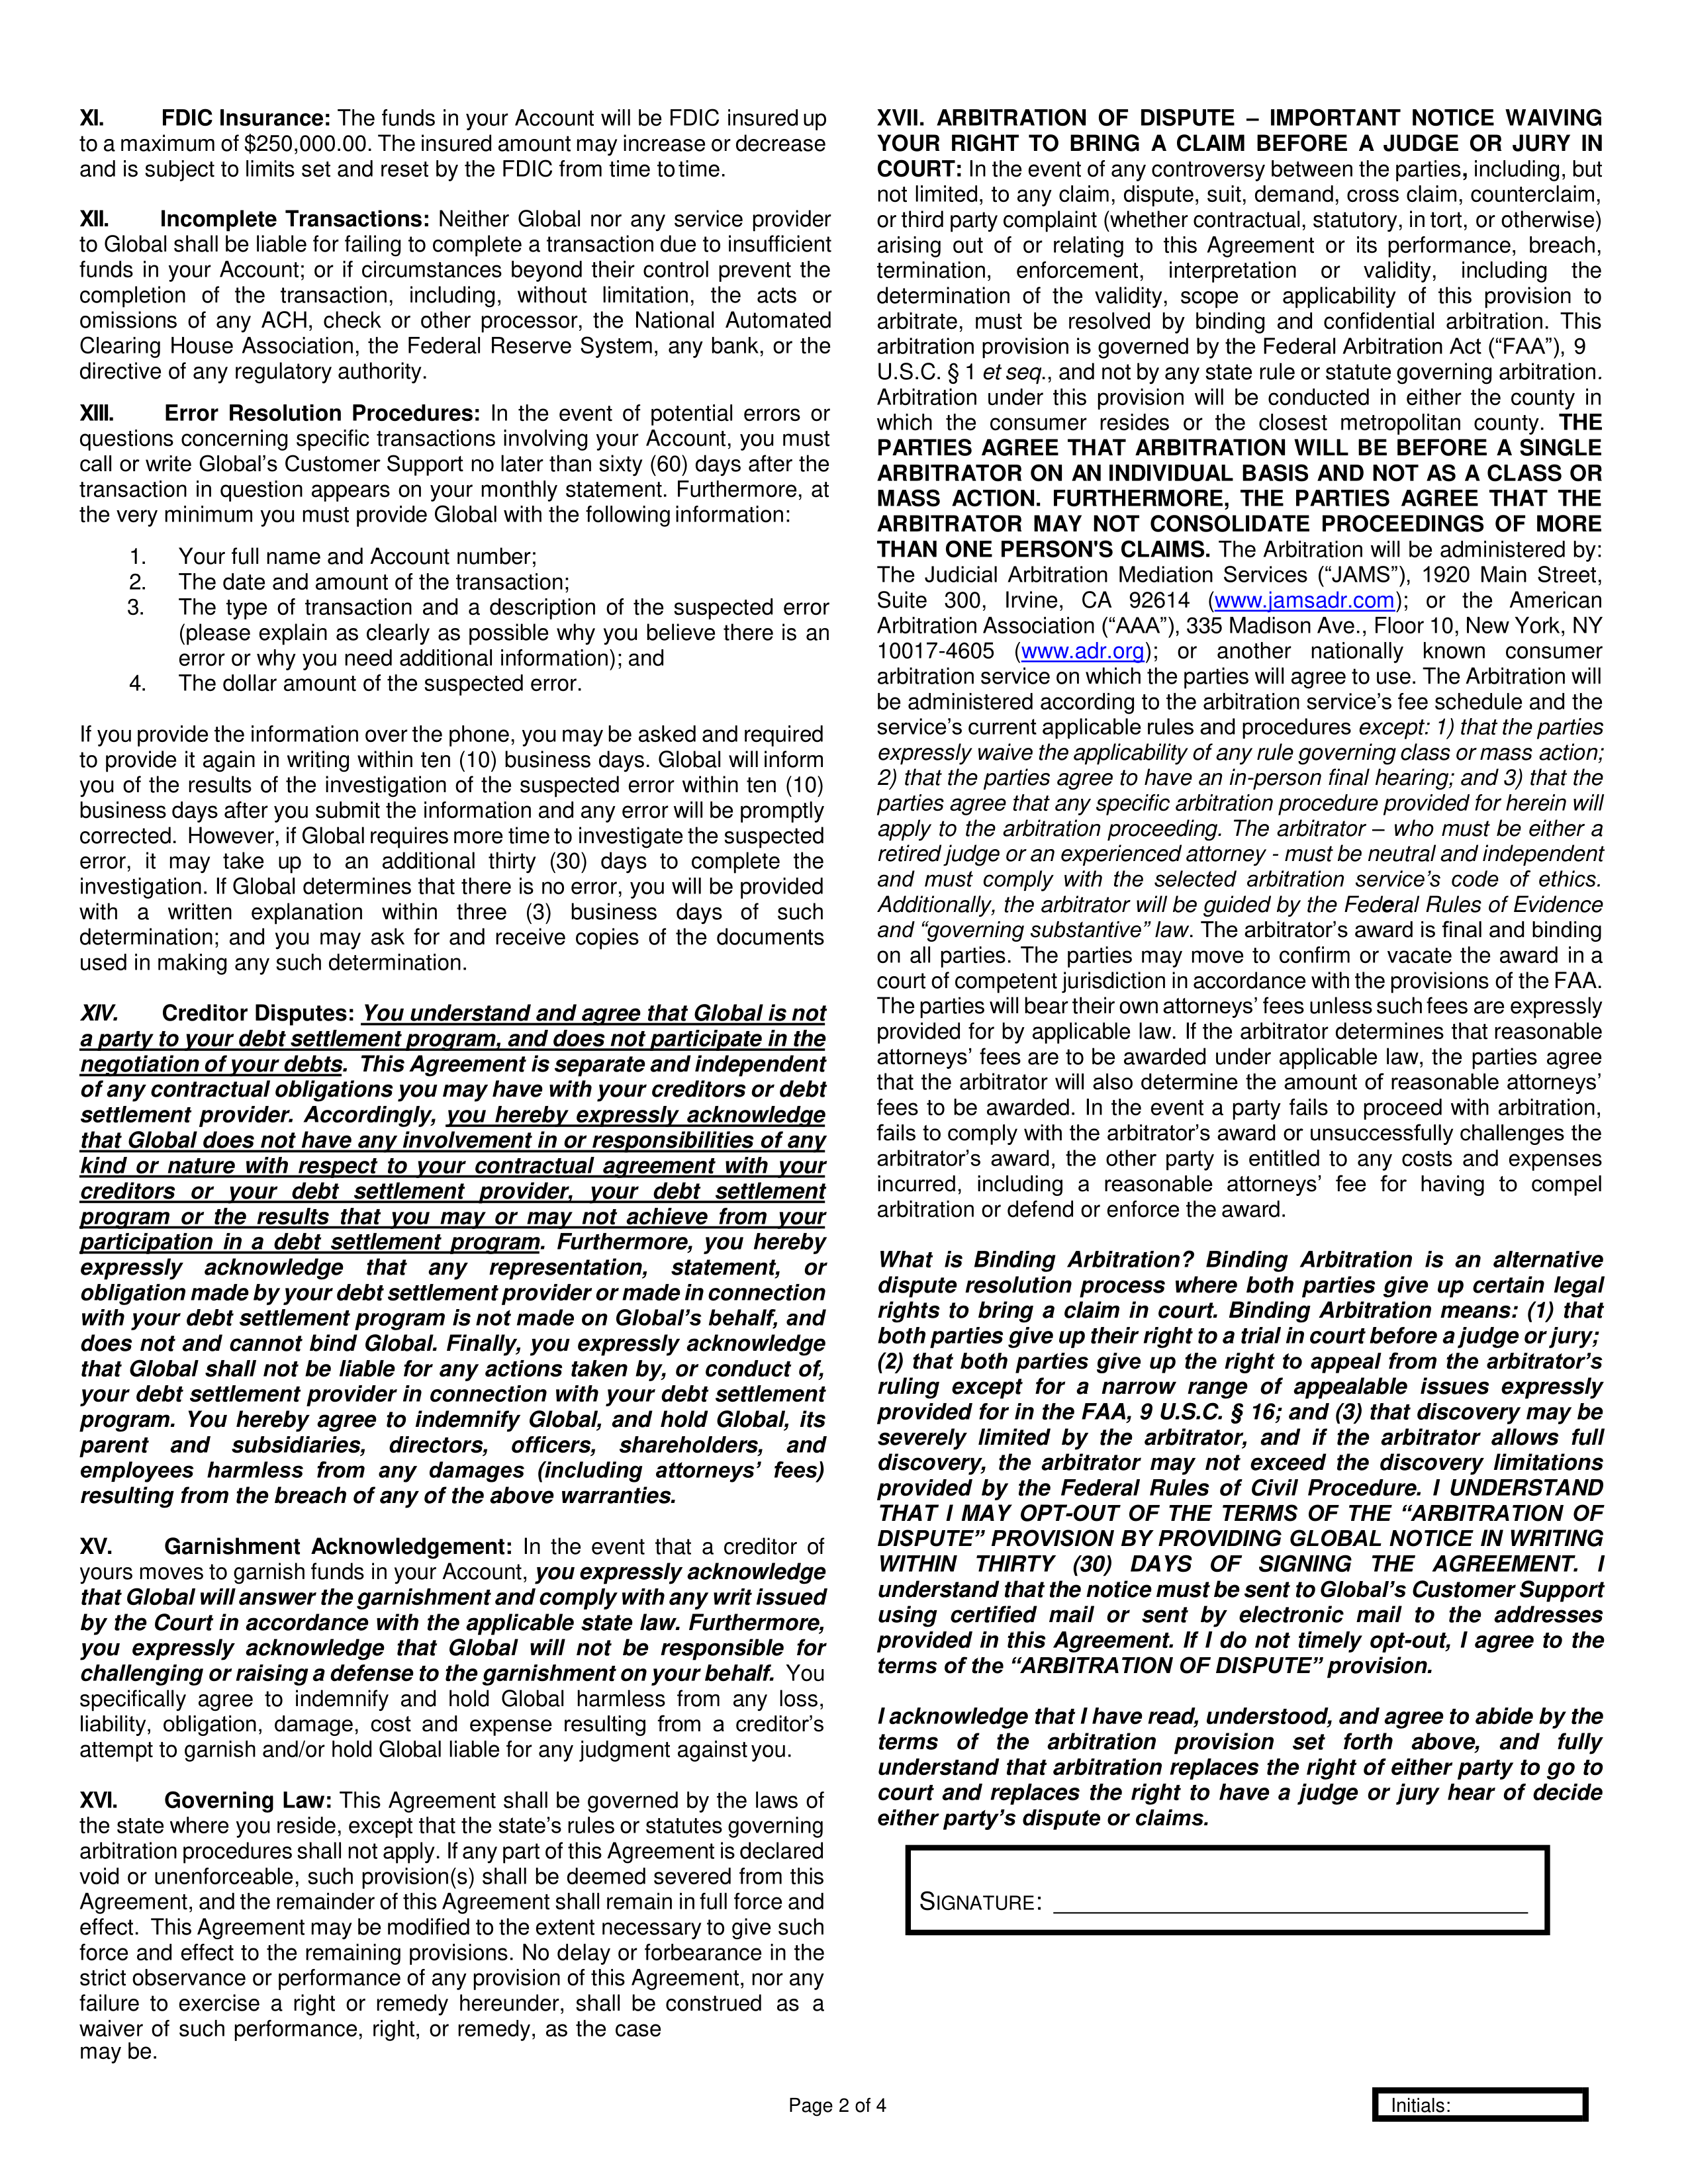 XI. FDIC Insurance: The funds in your Account will be FDIC insured up
to a maximum of $250,000.00. The insured amount may increase or decrease
and is subject to limits set and reset by the FDIC from time to time.
XII. Incomplete Transactions: Neither Global nor any service provider
to Global shall be liable for failing to complete a transaction due to insufficient
funds in your Account; or if circumstances beyond their control prevent the
completion of the transaction, including, without limitation, the acts or
omissions of any ACH, check or other processor, the National Automated
Clearing House Association, the Federal Reserve System, any bank, or the
directive of any regulatory authority.
XIII. Error Resolution Procedures: In the event of potential errors or
questions concerning specific transactions involving your Account, you must
call or write Global’s Customer Support no later than sixty (60) days after the
transaction in question appears on your monthly statement. Furthermore, at
the very minimum you must provide Global with the following information:
1. Your full name and Account number;
2. The date and amount of the transaction;
3. The type of transaction and a description of the suspected error
(please explain as clearly as possible why you believe there is an
error or why you need additional information); and
4. The dollar amount of the suspected error.
If you provide the information over the phone, you may be asked and required
to provide it again in writing within ten (10) business days. Global will inform
you of the results of the investigation of the suspected error within ten (10)
business days after you submit the information and any error will be promptly
corrected. However, if Global requires more time to investigate the suspected
error, it may take up to an additional thirty (30) days to complete the
investigation. If Global determines that there is no error, you will be provided
with a written explanation within three (3) business days of such
determination; and you may ask for and receive copies of the documents
used in making any such determination.
XIV. Creditor Disputes: You understand and agree that Global is not
a party to your debt settlement program, and does not participate in the
negotiation of your debts. This Agreement is separate and independent
of any contractual obligations you may have with your creditors or debt
settlement provider. Accordingly, you hereby expressly acknowledge
that Global does not have any involvement in or responsibilities of any
kind or nature with respect to your contractual agreement with your
creditors or your debt settlement provider, your debt settlement
program or the results that you may or may not achieve from your
participation in a debt settlement program. Furthermore, you hereby
expressly acknowledge that any representation, statement, or
obligation made by your debt settlement provider or made in connection
with your debt settlement program is not made on Global’s behalf, and
does not and cannot bind Global. Finally, you expressly acknowledge
that Global shall not be liable for any actions taken by, or conduct of,
your debt settlement provider in connection with your debt settlement
program. You hereby agree to indemnify Global, and hold Global, its
parent and subsidiaries, directors, officers, shareholders, and
employees harmless from any damages (including attorneys’ fees)
resulting from the breach of any of the above warranties.
XV. Garnishment Acknowledgement: In the event that a creditor of
yours moves to garnish funds in your Account, you expressly acknowledge
that Global will answer the garnishment and comply with any writ issued
by the Court in accordance with the applicable state law. Furthermore,
you expressly acknowledge that Global will not be responsible for
challenging or raising a defense to the garnishment on your behalf. You
specifically agree to indemnify and hold Global harmless from any loss,
liability, obligation, damage, cost and expense resulting from a creditor’s
attempt to garnish and/or hold Global liable for any judgment against you.
XVI. Governing Law: This Agreement shall be governed by the laws of
the state where you reside, except that the state’s rules or statutes governing
arbitration procedures shall not apply. If any part of this Agreement is declared
void or unenforceable, such provision(s) shall be deemed severed from this
Agreement, and the remainder of this Agreement shall remain in full force and
effect. This Agreement may be modified to the extent necessary to give such
force and effect to the remaining provisions. No delay or forbearance in the
strict observance or performance of any provision of this Agreement, nor any
failure to exercise a right or remedy hereunder, shall be construed as a
waiver of such performance, right, or remedy, as the case
may be.
XVII. ARBITRATION OF DISPUTE – IMPORTANT NOTICE WAIVING
YOUR RIGHT TO BRING A CLAIM BEFORE A JUDGE OR JURY IN
COURT: In the event of any controversy between the parties, including, but
not limited, to any claim, dispute, suit, demand, cross claim, counterclaim,
or third party complaint (whether contractual, statutory, in tort, or otherwise)
arising out of or relating to this Agreement or its performance, breach,
termination, enforcement, interpretation or validity, including the
determination of the validity, scope or applicability of this provision to
arbitrate, must be resolved by binding and confidential arbitration. This
arbitration provision is governed by the Federal Arbitration Act (“FAA”), 9
U.S.C. § 1 et seq., and not by any state rule or statute governing arbitration.
Arbitration under this provision will be conducted in either the county in
which the consumer resides or the closest metropolitan county. THE
PARTIES AGREE THAT ARBITRATION WILL BE BEFORE A SINGLE
ARBITRATOR ON AN INDIVIDUAL BASIS AND NOT AS A CLASS OR
MASS ACTION. FURTHERMORE, THE PARTIES AGREE THAT THE
ARBITRATOR MAY NOT CONSOLIDATE PROCEEDINGS OF MORE
THAN ONE PERSON'S CLAIMS. The Arbitration will be administered by:
The Judicial Arbitration Mediation Services (“JAMS”), 1920 Main Street,
Suite 300, Irvine, CA 92614 (www.jamsadr.com); or the American
Arbitration Association (“AAA”), 335 Madison Ave., Floor 10, New York, NY
10017-4605 (www.adr.org); or another nationally known consumer
arbitration service on which the parties will agree to use. The Arbitration will
be administered according to the arbitration service’s fee schedule and the
service’s current applicable rules and procedures except: 1) that the parties
expressly waive the applicability of any rule governing class or mass action;
2) that the parties agree to have an in-person final hearing; and 3) that the
parties agree that any specific arbitration procedure provided for herein will
apply to the arbitration proceeding. The arbitrator – who must be either a
retired judge or an experienced attorney - must be neutral and independent
and must comply with the selected arbitration service’s code of ethics.
Additionally, the arbitrator will be guided by the Federal Rules of Evidence
and “governing substantive” law. The arbitrator’s award is final and binding
on all parties. The parties may move to confirm or vacate the award in a
court of competent jurisdiction in accordance with the provisions of the FAA.
The parties will bear their own attorneys’ fees unless such fees are expressly
provided for by applicable law. If the arbitrator determines that reasonable
attorneys’ fees are to be awarded under applicable law, the parties agree
that the arbitrator will also determine the amount of reasonable attorneys’
fees to be awarded. In the event a party fails to proceed with arbitration,
fails to comply with the arbitrator’s award or unsuccessfully challenges the
arbitrator’s award, the other party is entitled to any costs and expenses
incurred, including a reasonable attorneys’ fee for having to compel
arbitration or defend or enforce the award.
What is Binding Arbitration? Binding Arbitration is an alternative
dispute resolution process where both parties give up certain legal
rights to bring a claim in court. Binding Arbitration means: (1) that
both parties give up their right to a trial in court before a judge or jury;
(2) that both parties give up the right to appeal from the arbitrator’s
ruling except for a narrow range of appealable issues expressly
provided for in the FAA, 9 U.S.C. § 16; and (3) that discovery may be
severely limited by the arbitrator, and if the arbitrator allows full
discovery, the arbitrator may not exceed the discovery limitations
provided by the Federal Rules of Civil Procedure. I UNDERSTAND
THAT I MAY OPT-OUT OF THE TERMS OF THE “ARBITRATION OF
DISPUTE” PROVISION BY PROVIDING GLOBAL NOTICE IN WRITING
WITHIN THIRTY (30) DAYS OF SIGNING THE AGREEMENT. I
understand that the notice must be sent to Global’s Customer Support
using certified mail or sent by electronic mail to the addresses
provided in this Agreement. If I do not timely opt-out, I agree to the
terms of the “ARBITRATION OF DISPUTE” provision.
I acknowledge that I have read, understood, and agree to abide by the
terms of the arbitration provision set forth above, and fully
understand that arbitration replaces the right of either party to go to
court and replaces the right to have a judge or jury hear of decide
either party’s dispute or claims.
SIGNATURE:
Page 2 of 4
Initials: